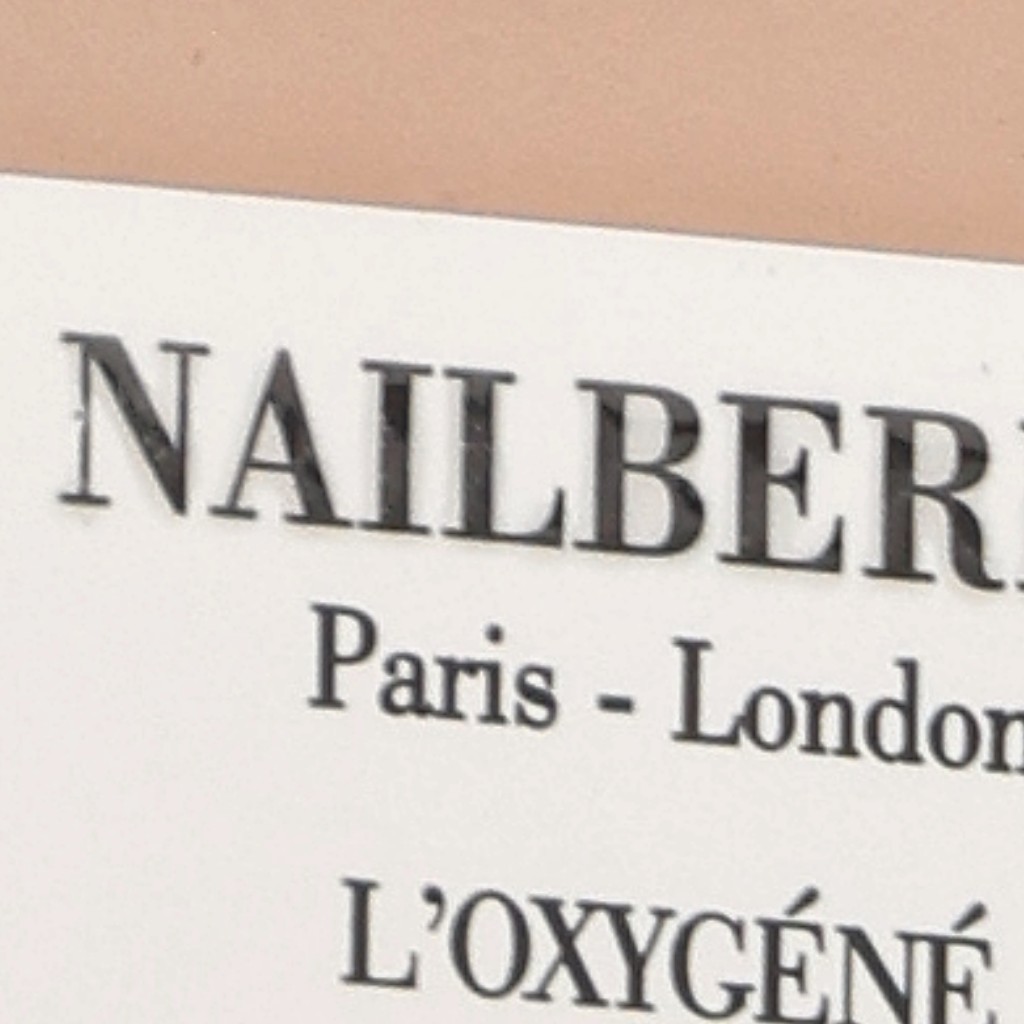 NAILBER
Paris - London
L'OXYGÉNÉ